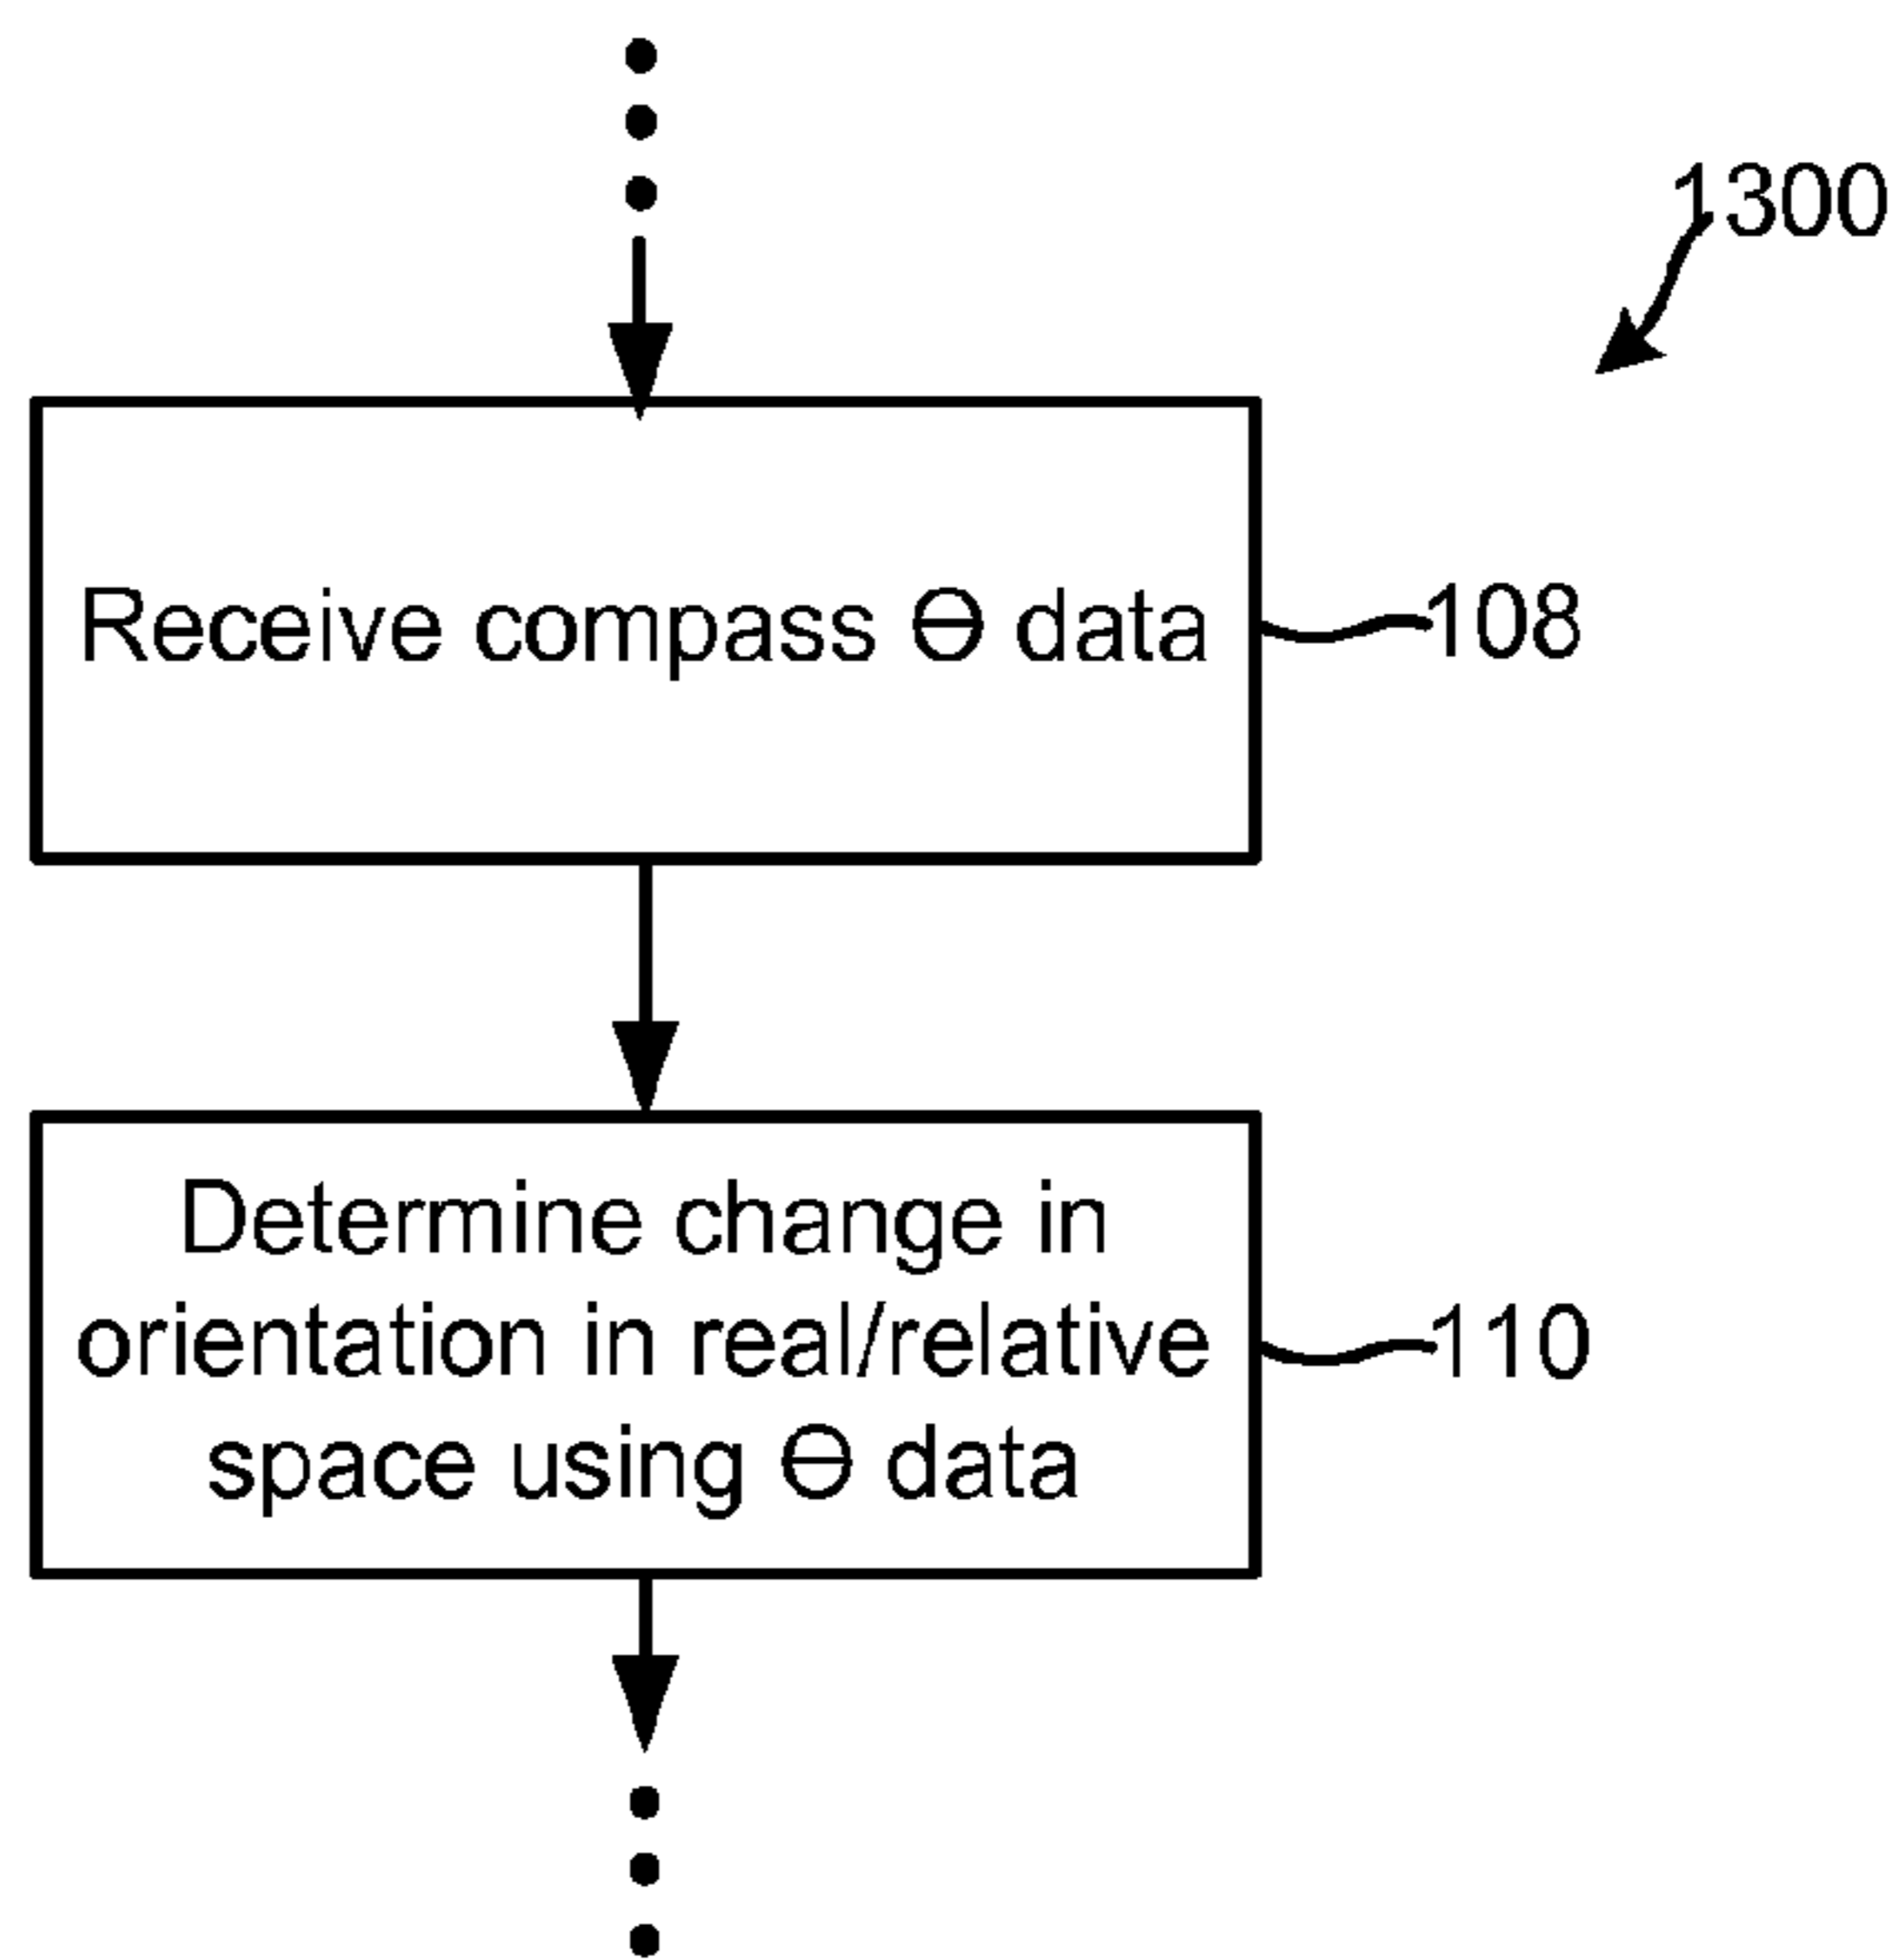 1300
Receive compass Θ data
108
Determine change in
orientation in real/relative
space using Θ data
110